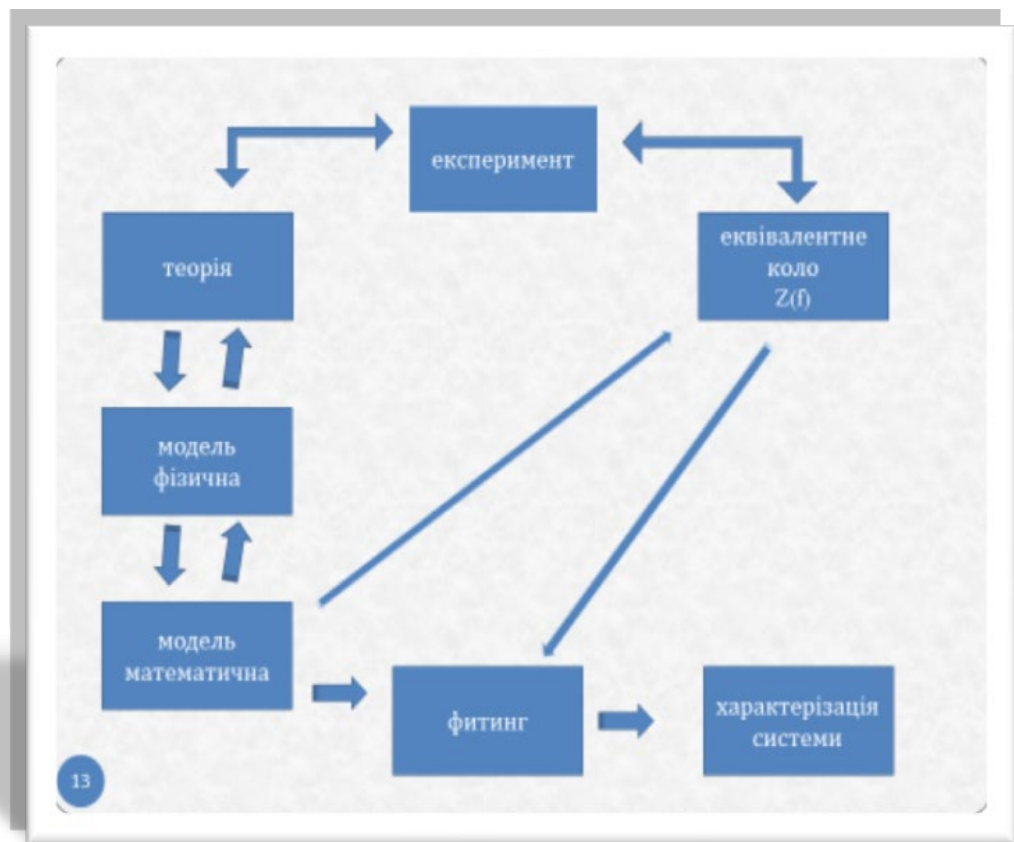 експеримент
теорія
еквівалентне
коло
Z(f)
модель
фізична
модель
математична
фитинг
характерізація
системи
13